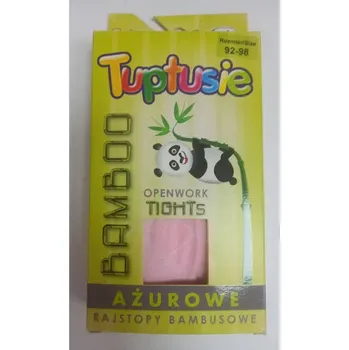 Rozmiar/Size
92-98
Tuptusie
BAMBOO
OPENWORK
TIGHTS
AŻUROWE
RAJSTOPY BAMBUSOWE